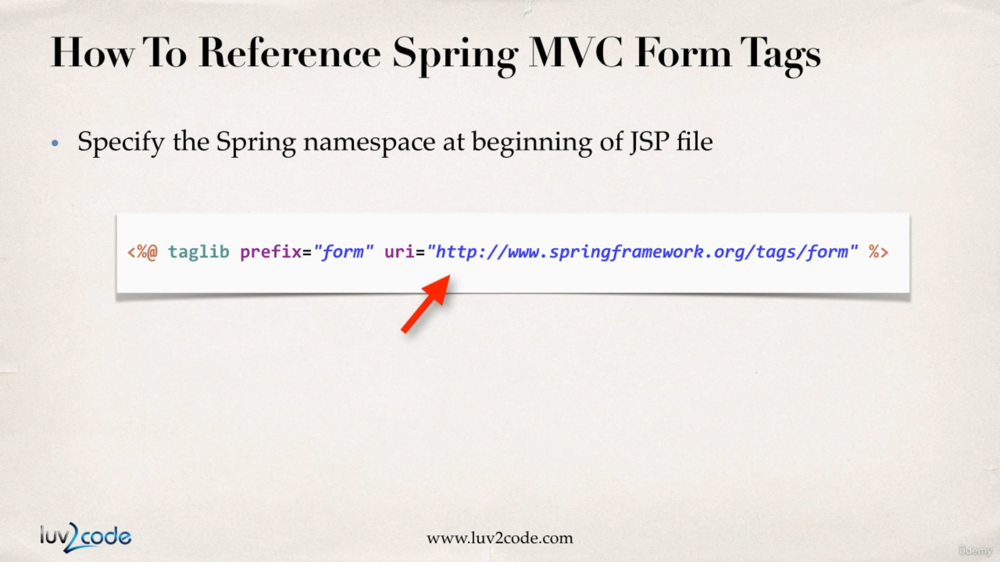 How To Reference Spring MVC Form Tags
• Specify the Spring namespace at beginning of JSP file
<%@ taglib prefix="form" uri="http://www.springframework.org/tags/form" %>
luv2code
www.luv2code.com
ûdemy